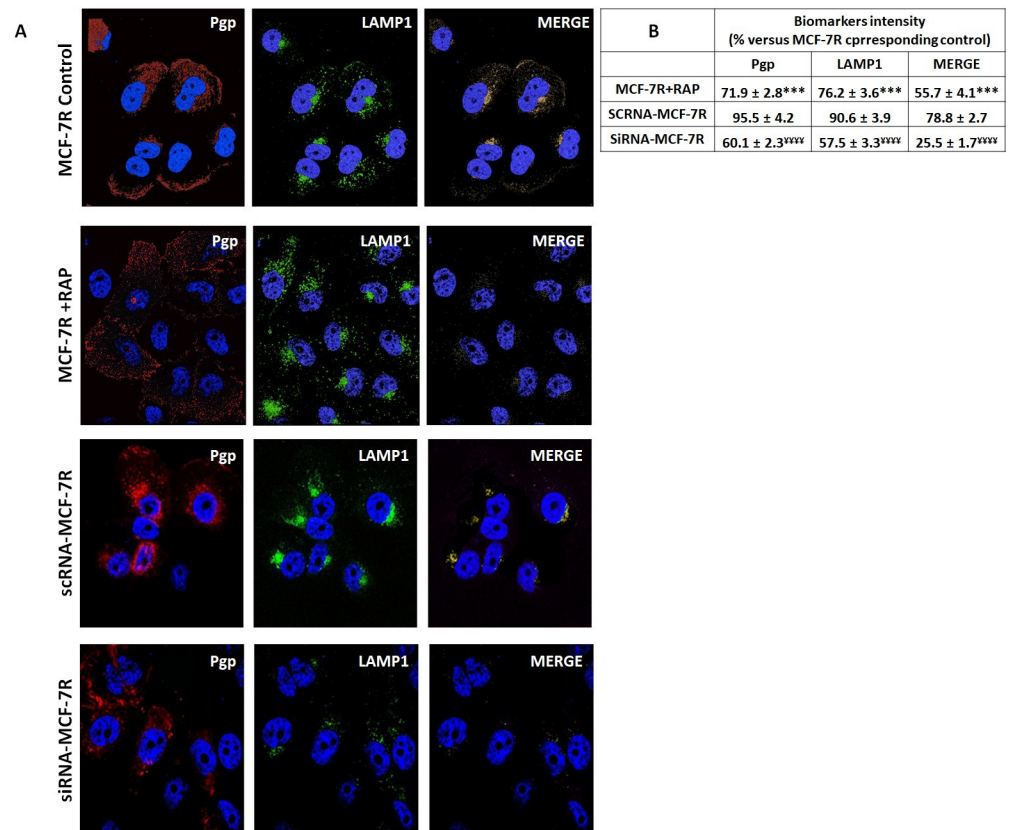 A
MCF-7R Control
Pgp
LAMP1
MERGE
MCF-7R +RAP
Pgp
LAMP1
MERGE
scRNA-MCF-7R
Pgp
LAMP1
MERGE
siRNA-MCF-7R
Pgp
LAMP1
MERGE
B
Biomarkers intensity
(% versus MCF-7R cprresponding control)
Pgp LAMP1 MERGE
MCF-7R+RAP 71.9 ± 2.8*** 76.2 ± 3.6*** 55.7 ± 4.1***
SCRNA-MCF-7R 95.5 ± 4.2 90.6 ± 3.9 78.8 ± 2.7
SiRNA-MCF-7R 60.1 ± 2.3¥¥¥¥ 57.5 ± 3.3¥¥¥¥ 25.5 ± 1.7¥¥¥¥